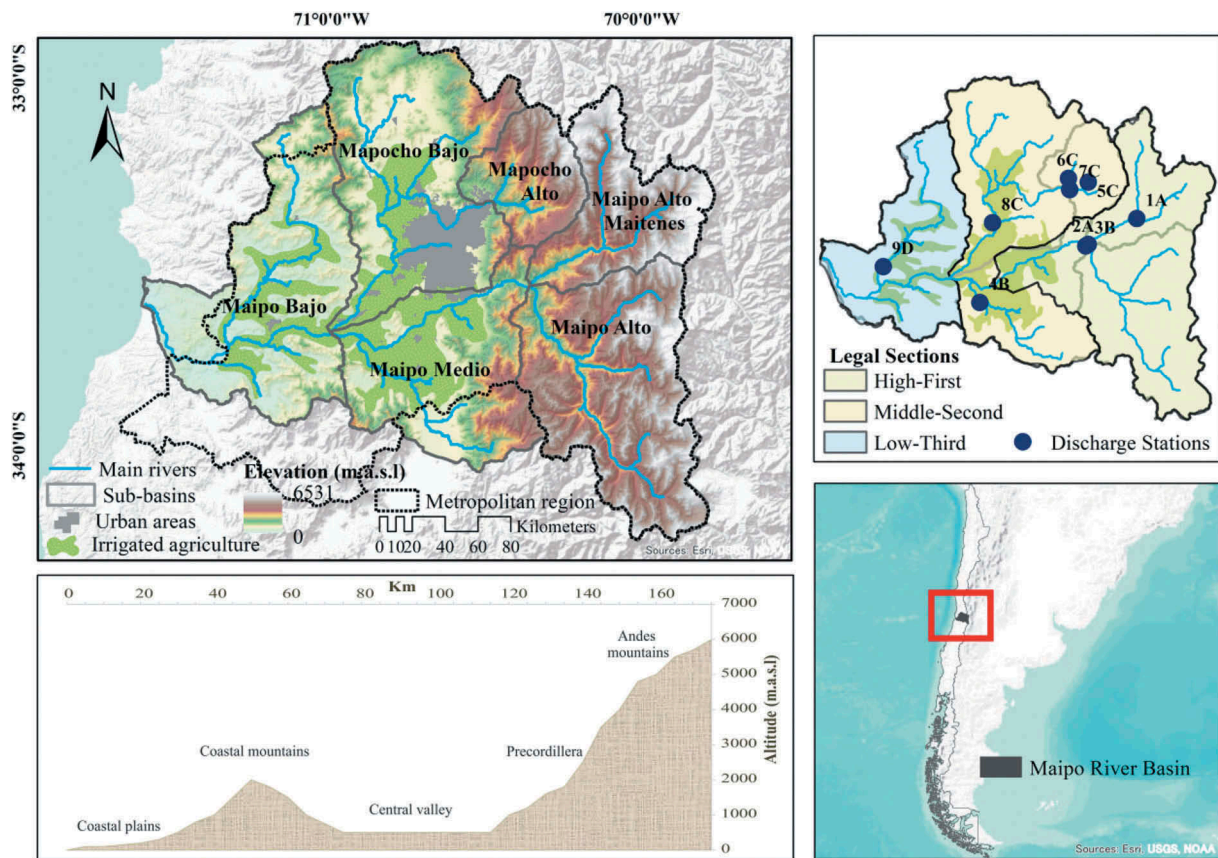 71°0'0"W
70°0'0"W
33°0'0"S
34°0'0"S
N
Mapocho Bajo
Mapocho
Alto
Maipo Alto
Maitenes
Maipo Bajo
Maipo Alto
Maipo Medio
Main rivers
Sub-basins
Urban areas
Irrigated agriculture
Elevation (m.a.s.l)
6531
0
Metropolitan region
Kilometers
0 10 20 40 60 80
Sources: Esri, USGS, NOAA
6C
7C
5C
8C
1A
2A3B
9D
4B
Legal Sections
High-First
Middle-Second
Low-Third
Discharge Stations
Km
0 20 40 60 80 100 120 140 160
7000
6000
5000
4000
3000
2000
1000
0
Altitude (m.a.s.l)
Andes
mountains
Coastal mountains
Precordillera
Central valley
Coastal plains
Maipo River Basin
Sources: Esri, USGS, NOAA